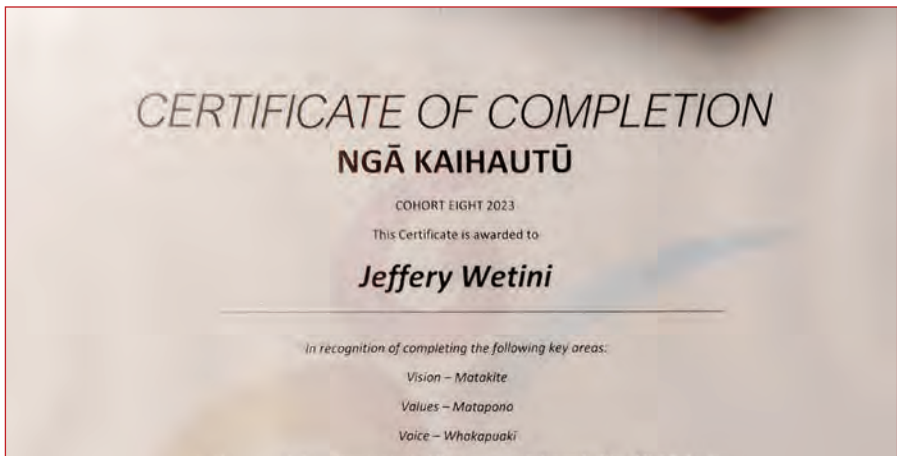 CERTIFICATE OF COMPLETION
NGĀ KAIHAUTŪ
COHORT EIGHT 2023
This Certificate is awarded to
Jeffery Wetini
In recognition of completing the following key areas:
Vision – Matakite
Values – Matapono
Voice – Whakapuaki